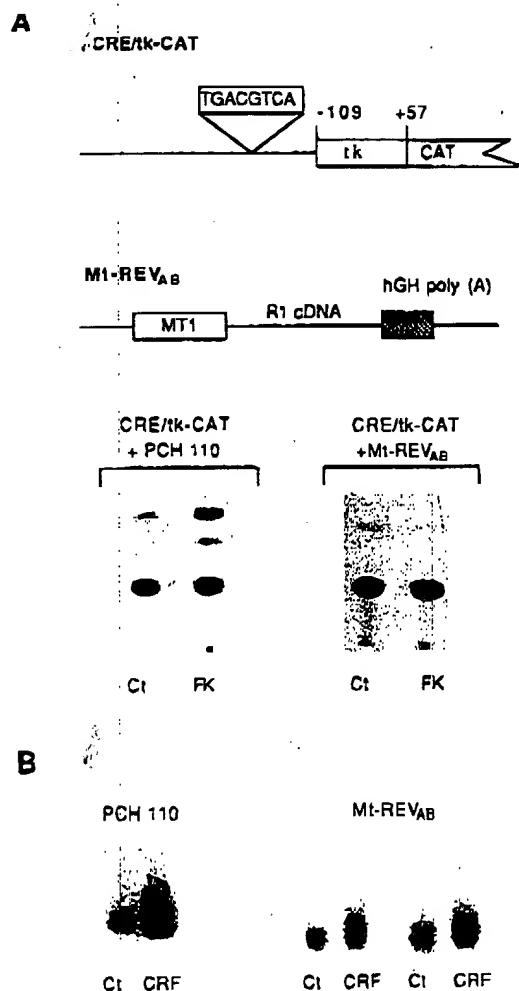 A
CRE/tk-CAT
TGACGTCA
-109 +57
tk CAT
Mt-REVAB
hGH poly (A)
MT1 R1 cDNA
CRE/tk-CAT
+ PCH 110
CRE/tk-CAT
+Mt-REVAB
Ct FK Ct FK
B
PCH 110 Mt-REVAB
Ct CRF Ct CRF Ct CRF